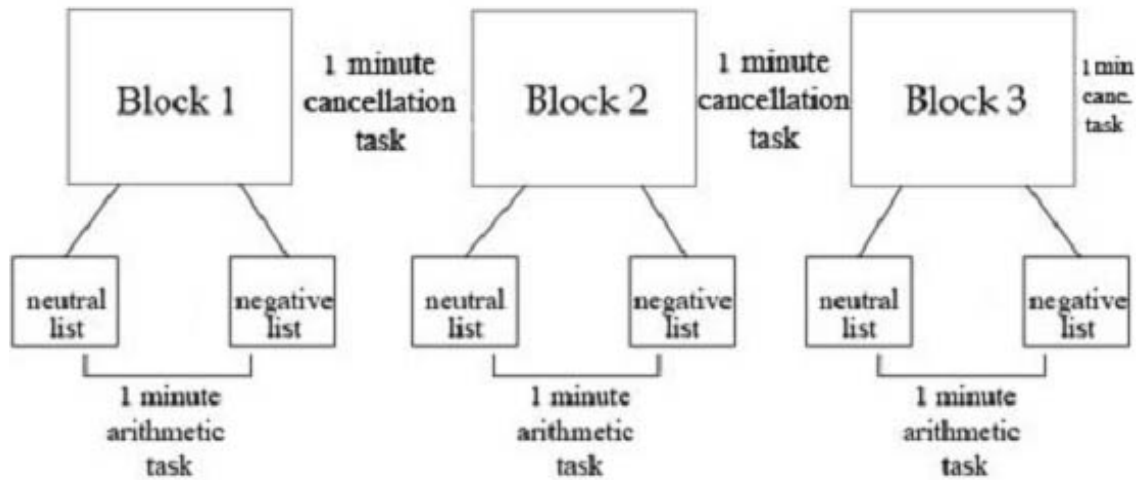 Block 1
1 minute
cancellation
task
Block 2
1 minute
cancellation
task
Block 3
1 min
canc.
task
neutral
list
negative
list
neutral
list
negative
list
neutral
list
negative
list
1 minute
arithmetic
task
1 minute
arithmetic
task
1 minute
arithmetic
task